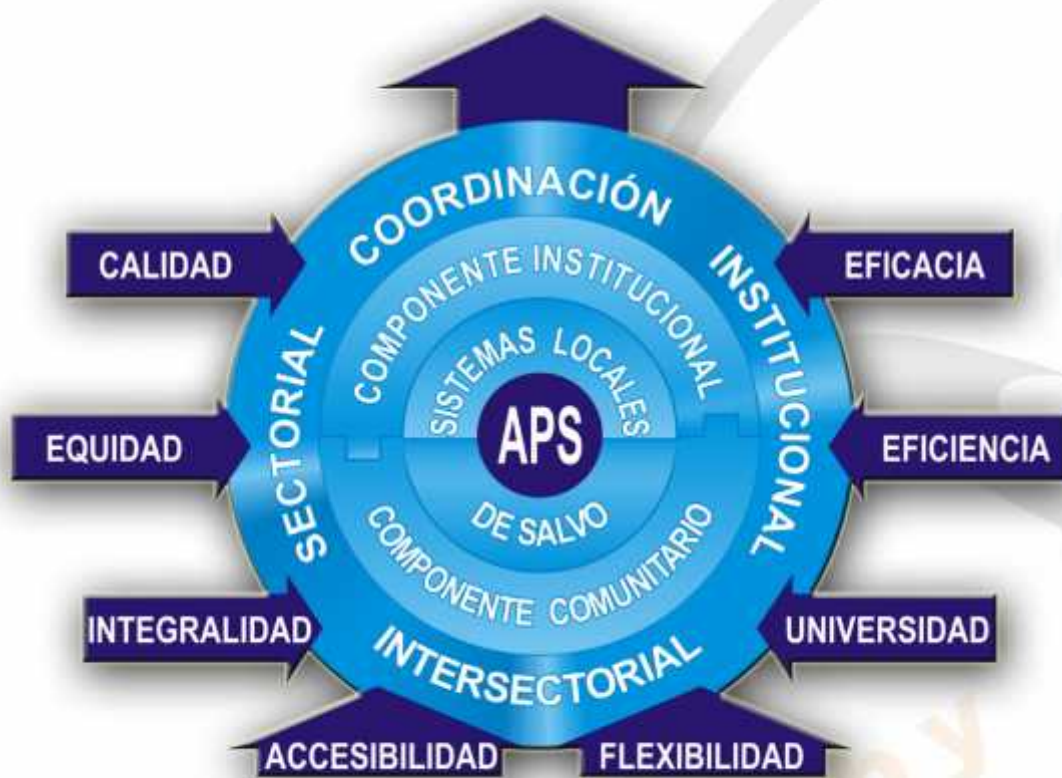 COORDINACIÓN
INSTITUCIONAL
INTERSECTORIAL
SECTORIAL
COMPONENTE INSTITUCIONAL
SISTEMAS LOCALES
APS
DE SALVO
COMPONENTE COMUNITARIO
CALIDAD
EQUIDAD
INTEGRALIDAD
ACCESIBILIDAD
FLEXIBILIDAD
UNIVERSIDAD
EFICIENCIA
EFICACIA